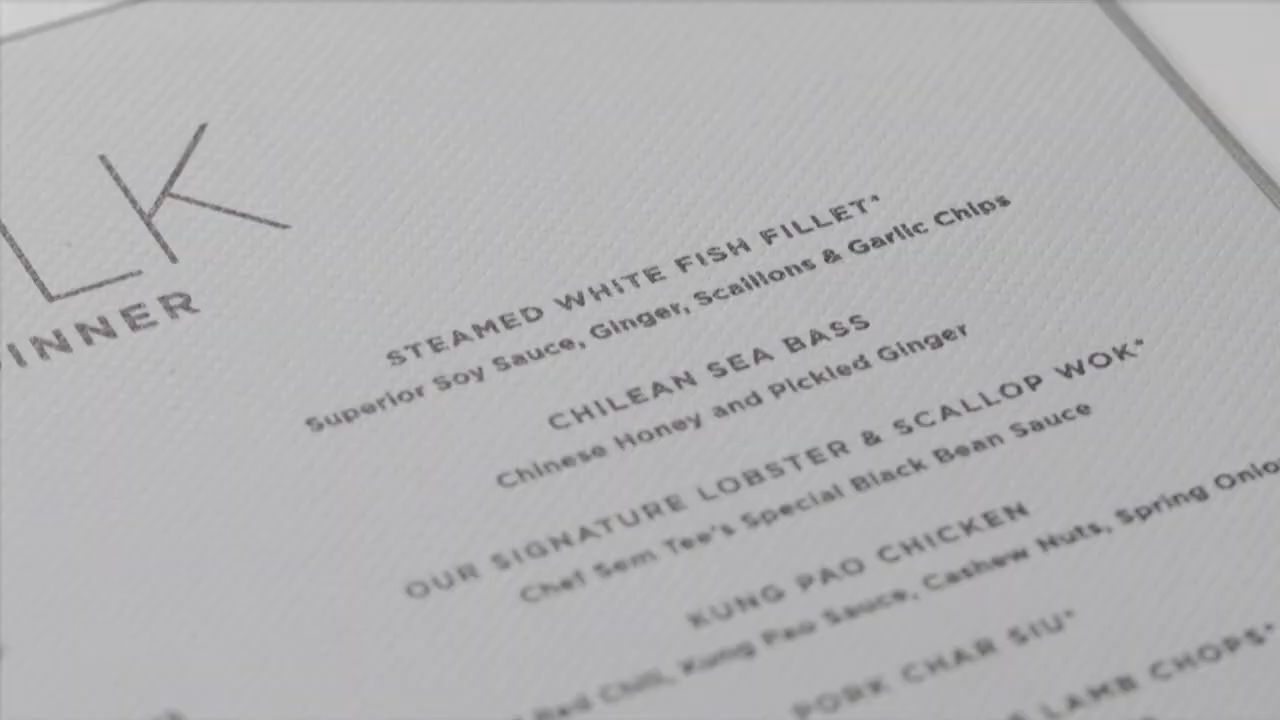 LK
INNER
STEAMED WHITE FISH FILLET*
Superior Soy Sauce, Ginger, Scallions & Garlic Chips
CHILEAN SEA BASS
Chinese Honey and Pickled Ginger
OUR SIGNATURE LOBSTER & SCALLOP WOK*
Chef Sem Tee's Special Black Bean Sauce
KUNG PAO CHICKEN
Red Chili, Kung Pao Sauce, Cashew Nuts, Spring Onio
PORK CHAR SIU*
LAMB CHOPS*